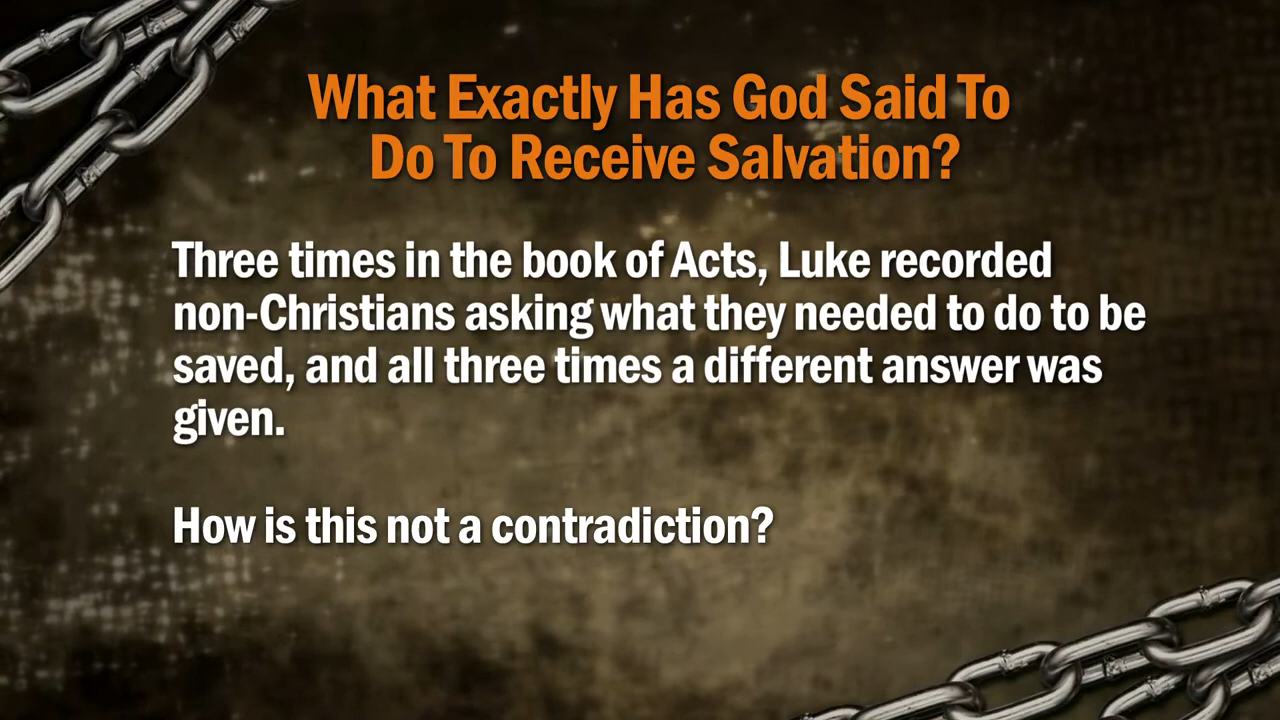 What Exactly Has God Said To
Do To Receive Salvation?
Three times in the book of Acts, Luke recorded
non-Christians asking what they needed to do to be
saved, and all three times a different answer was
given.
How is this not a contradiction?